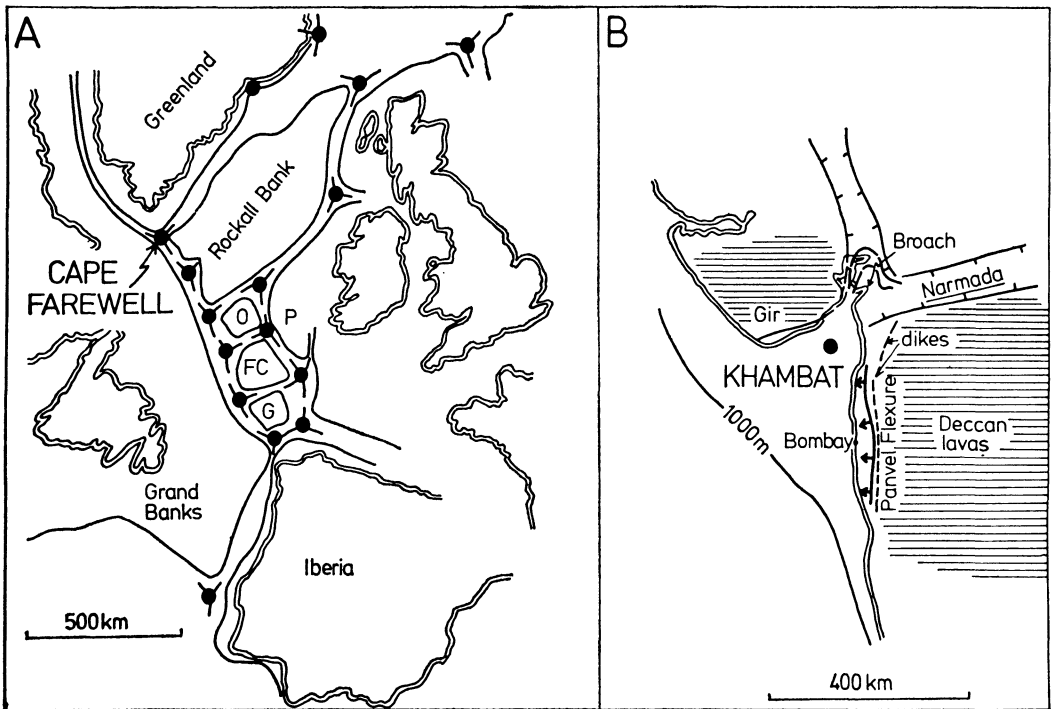 A
Greenland
Rockall Bank
CAPE
FAREWELL
O
P
FC
G
Grand
Banks
Iberia
500km
B
Broach
Narmada
Gir
dikes
KHAMBAT
1000m
Panvel Flexure
Bombay
Deccan
lavas
400 km